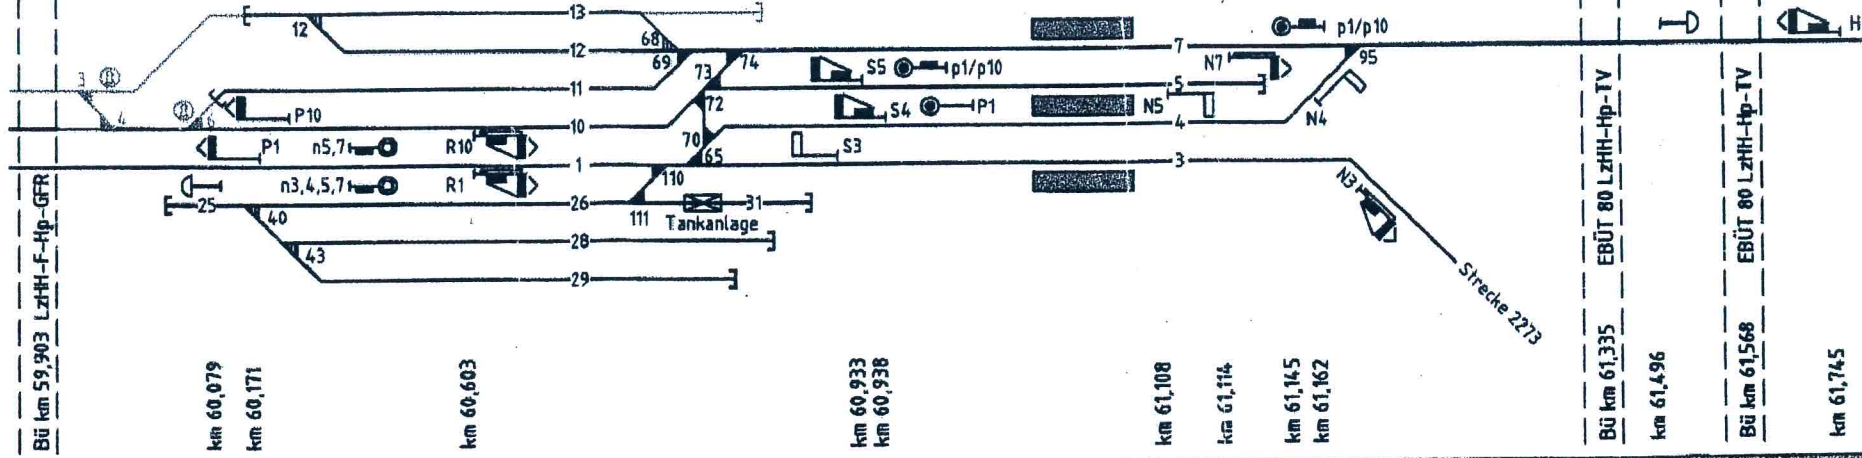 13
12
68
p1/p10
H
12
7
69
74
S5
p1/p10
N7
95
3
8
73
11
5
8
P10
72
S4
P1
N5
N4
4
6
10
4
P1
n5,7
R10
70
S3
1
65
3
n3,4,5,7
R1
110
N3
25
26
31
40
111
Tankanlage
28
43
29
Strecke 2273
Bü km 59,903 LzHH-F-Hp-GFR
km 60,079
km 60,171
km 60,603
km 60,933
km 60,938
km 61,108
km 61,114
km 61,145
km 61,162
Bü km 61,335 EBÜT 80 LzHH-Hp-TV
km 61,496
Bü km 61,568 EBÜT 80 LzHH-Hp-TV
km 61,745